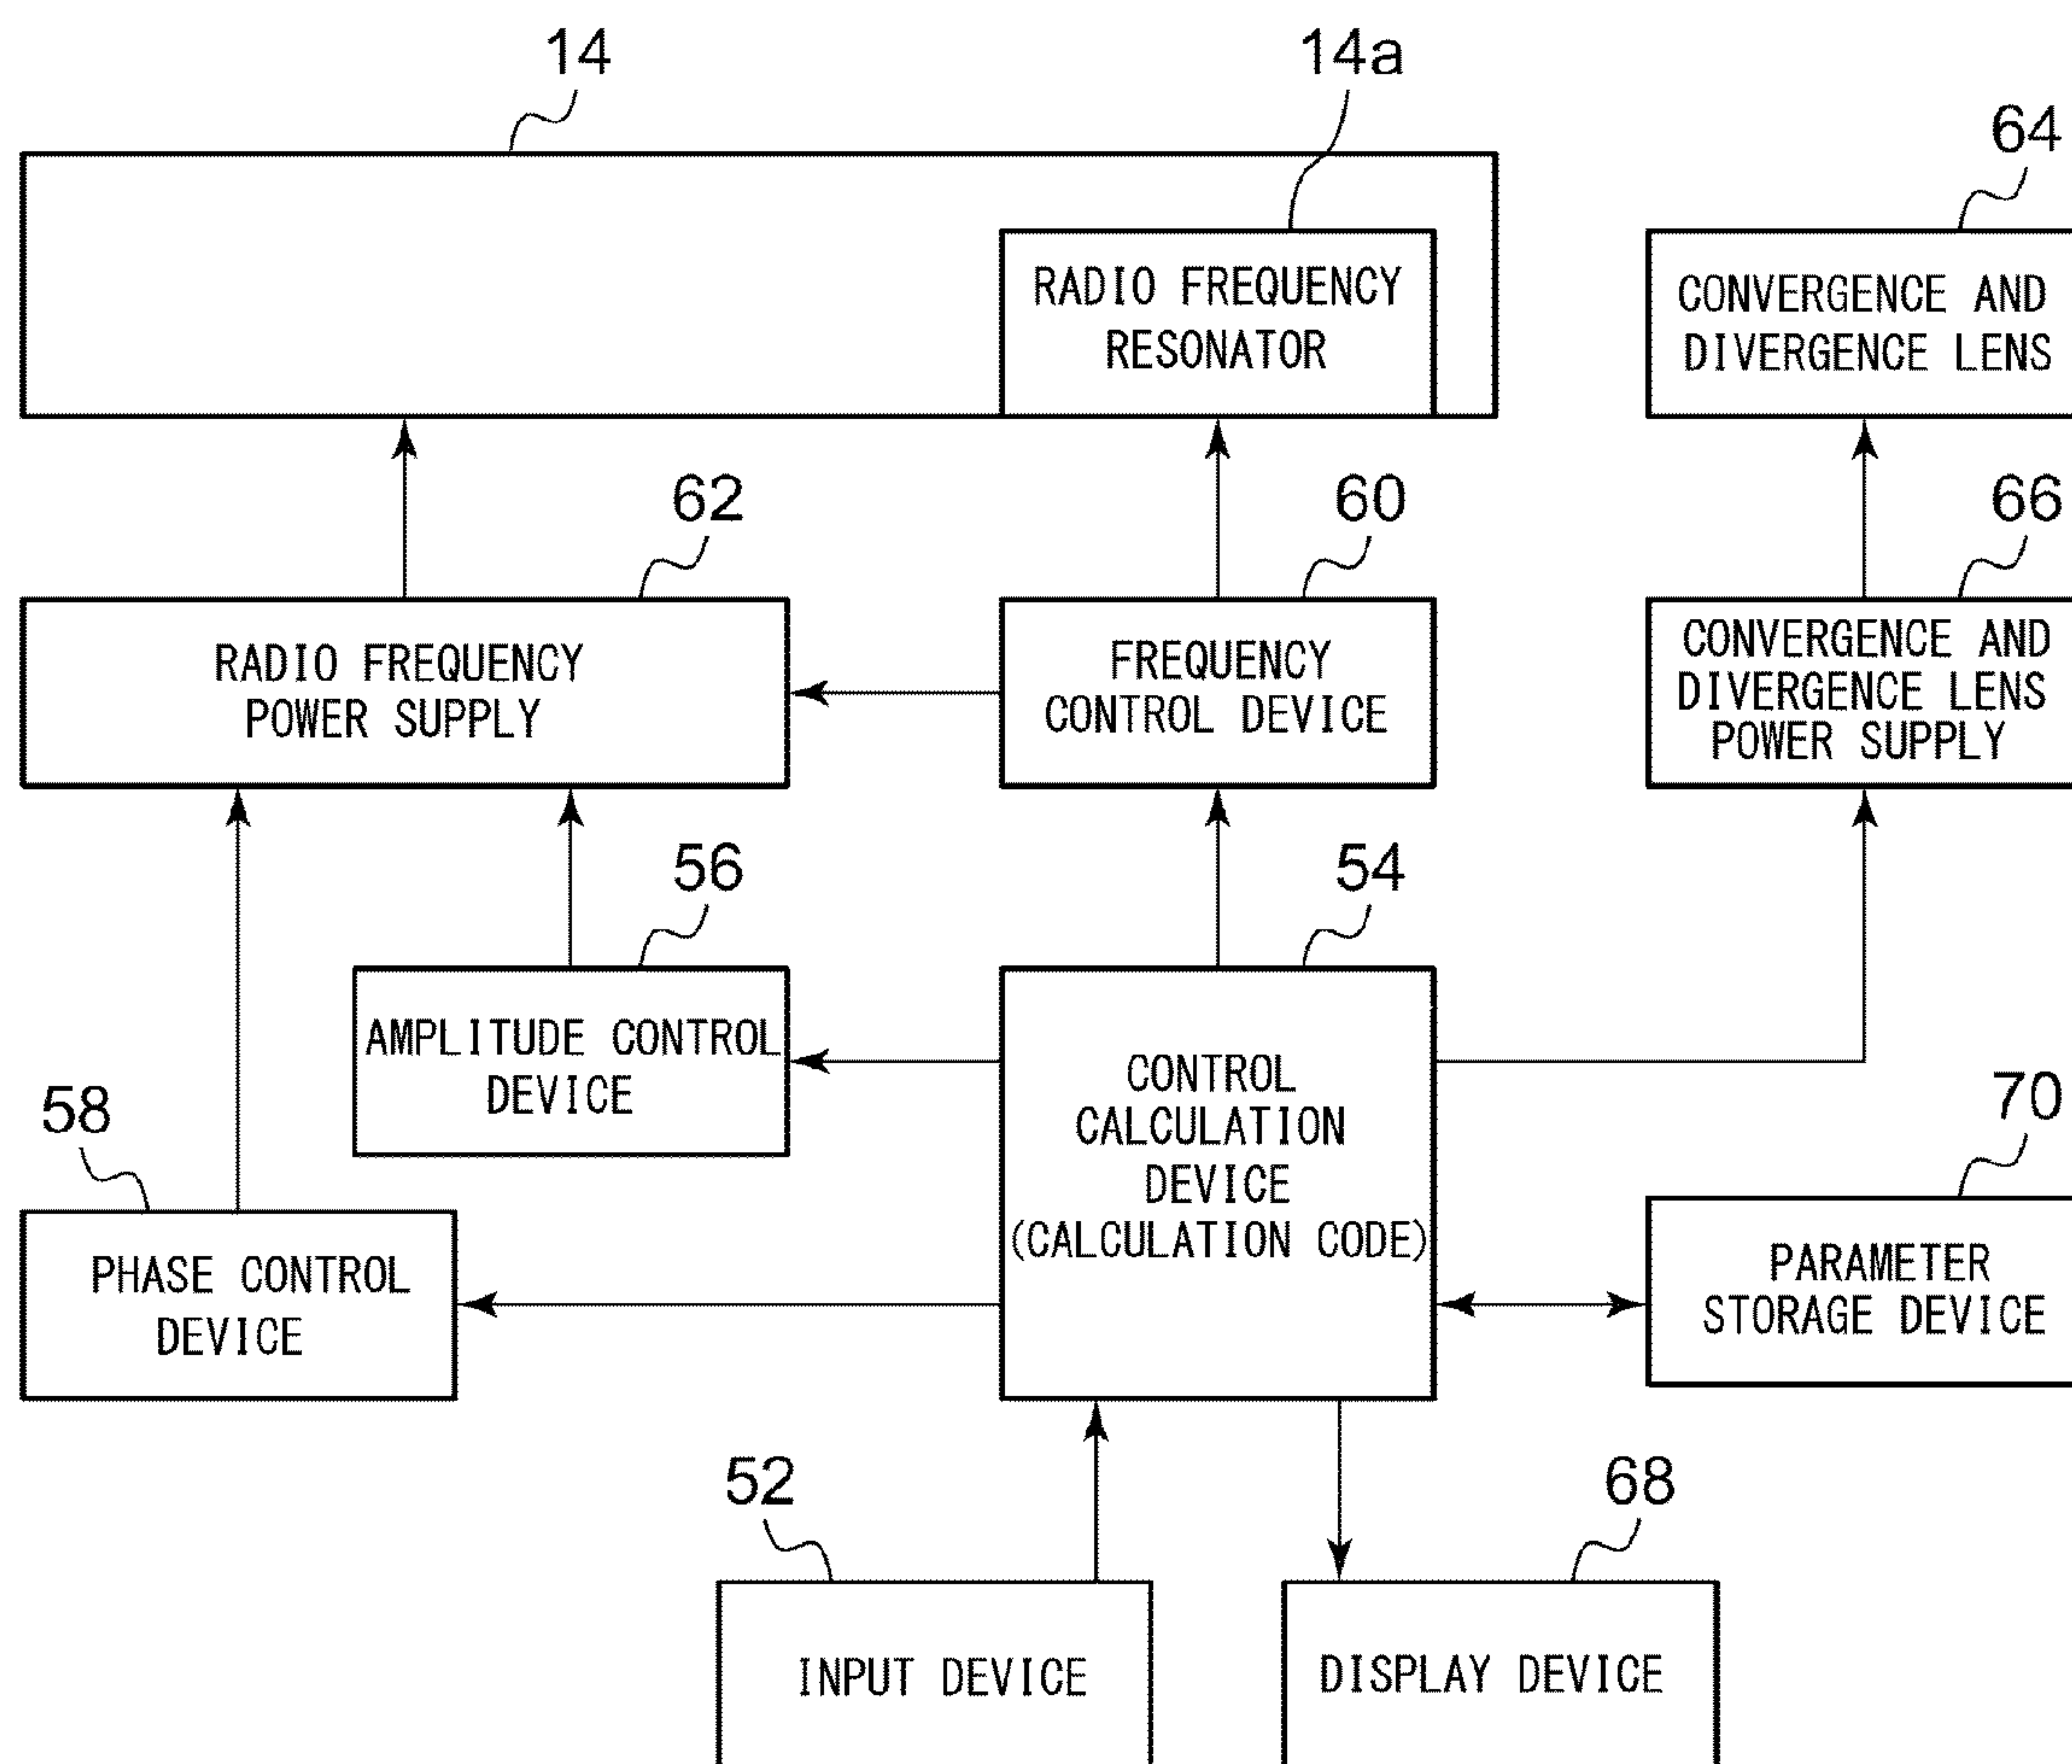 14
14a
64
RADIO FREQUENCY
RESONATOR
CONVERGENCE AND
DIVERGENCE LENS
62
60
66
RADIO FREQUENCY
POWER SUPPLY
FREQUENCY
CONTROL DEVICE
CONVERGENCE AND
DIVERGENCE LENS
POWER SUPPLY
56
54
AMPLITUDE CONTROL
DEVICE
CONTROL
CALCULATION
DEVICE
(CALCULATION CODE)
58
70
PHASE CONTROL
DEVICE
PARAMETER
STORAGE DEVICE
52
68
INPUT DEVICE
DISPLAY DEVICE